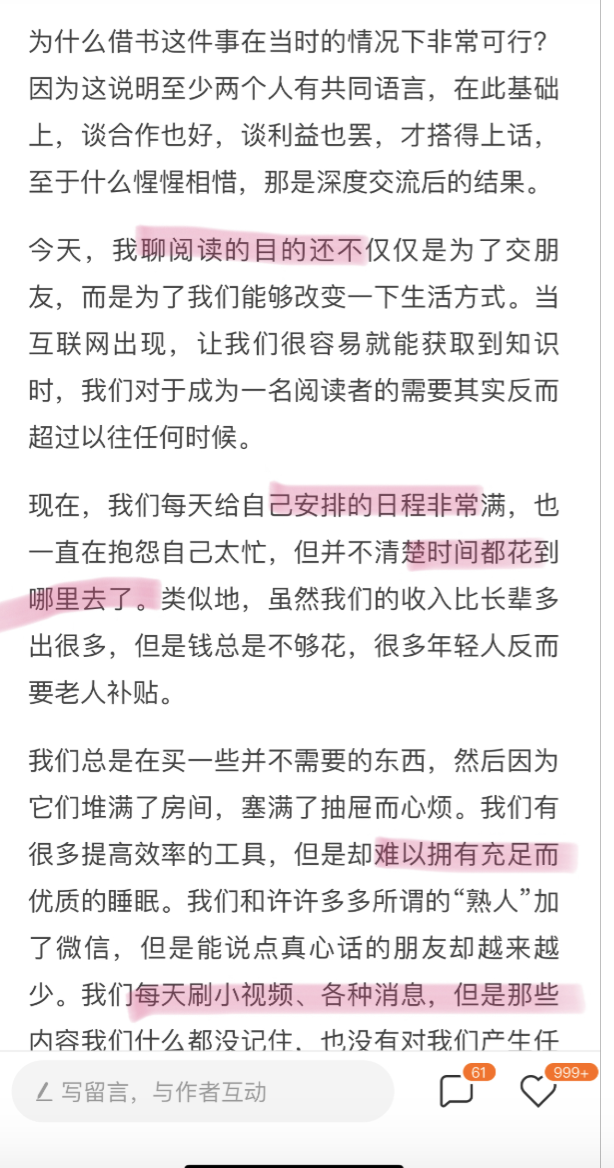 为什么借书这件事在当时的情况下非常可行？
因为这说明至少两个人有共同语言，在此基础
上，谈合作也好，谈利益也罢，才搭得上话，
至于什么惺惺相惜，那是深度交流后的结果。
今天，我聊阅读的目的还不仅仅是为了交朋
友，而是为了我们能够改变一下生活方式。当
互联网出现，让我们很容易就能获取到知识
时，我们对于成为一名阅读者的需要其实反而
超过以往任何时候。
现在，我们每天给自己安排的日程非常满，也
一直在抱怨自己太忙，但并不清楚时间都花到
哪里去了。类似地，虽然我们的收入比长辈多
出很多，但是钱总是不够花，很多年轻人反而
要老人补贴。
我们总是在买一些并不需要的东西，然后因为
它们堆满了房间，塞满了抽屉而心烦。我们有
很多提高效率的工具，但是却难以拥有充足而
优质的睡眠。我们和许许多多所谓的“熟人”加
了微信，但是能说点真心话的朋友却越来越
少。我们每天刷小视频、各种消息，但是那些
内容我们什么都没记住，也没有对我们产生任
写留言，与作者互动
61
999+